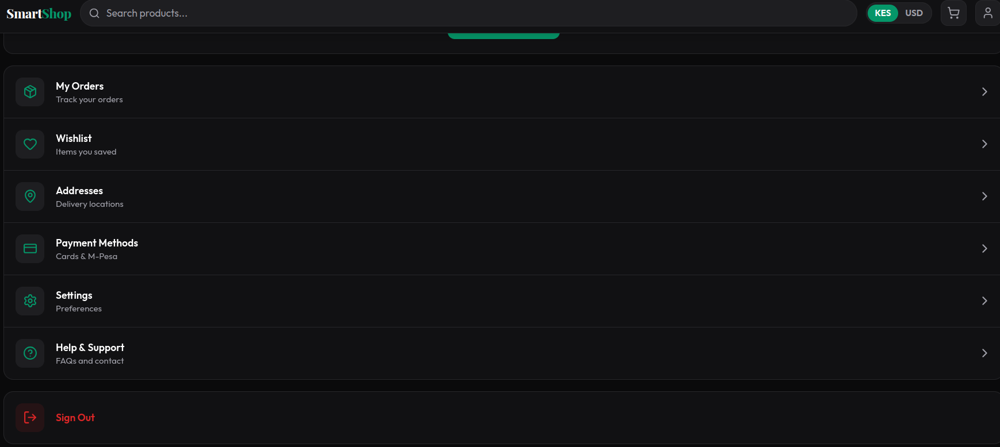 SmartShop
Search products...
KES USD
My Orders
Track your orders
Wishlist
Items you saved
Addresses
Delivery locations
Payment Methods
Cards & M-Pesa
Settings
Preferences
Help & Support
FAQs and contact
Sign Out